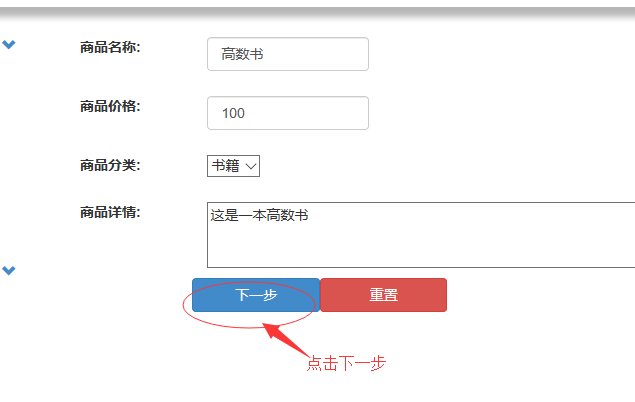 商品名称: 高数书
商品价格: 100
商品分类: 书籍
商品详情: 这是一本高数书
下一步 重置
点击下一步